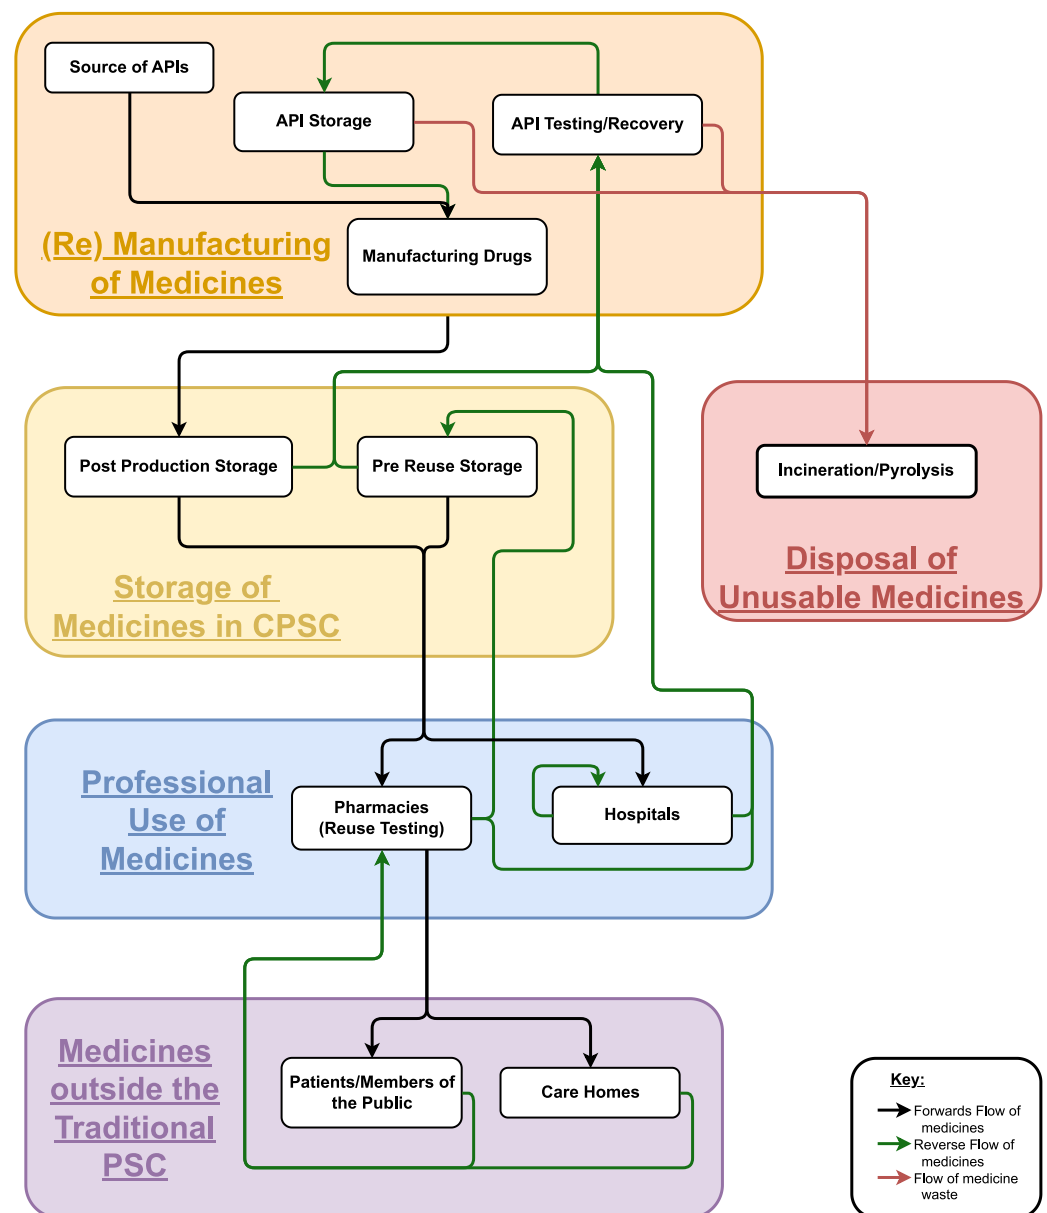 Source of APIs
API Storage
API Testing/Recovery
Manufacturing Drugs
(Re) Manufacturing
of Medicines
Post Production Storage
Pre Reuse Storage
Storage of
Medicines in CPSC
Incineration/Pyrolysis
Disposal of
Unusable Medicines
Professional
Use of
Medicines
Pharmacies
(Reuse Testing)
Hospitals
Medicines
outside the
Traditional
PSC
Patients/Members of
the Public
Care Homes
Key:
Forwards Flow of
medicines
Reverse Flow of
medicines
Flow of medicine
waste